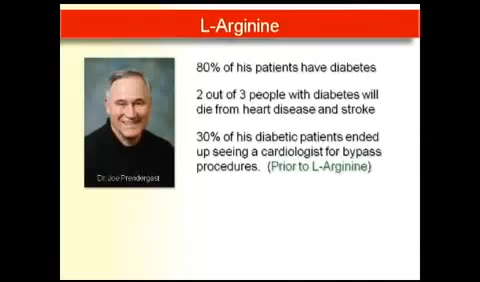 L-Arginine
80% of his patients have diabetes
2 out of 3 people with diabetes will
die from heart disease and stroke
30% of his diabetic patients ended
up seeing a cardiologist for bypass
procedures.  (Prior to L-Arginine)
Dr. Joe Prendergast